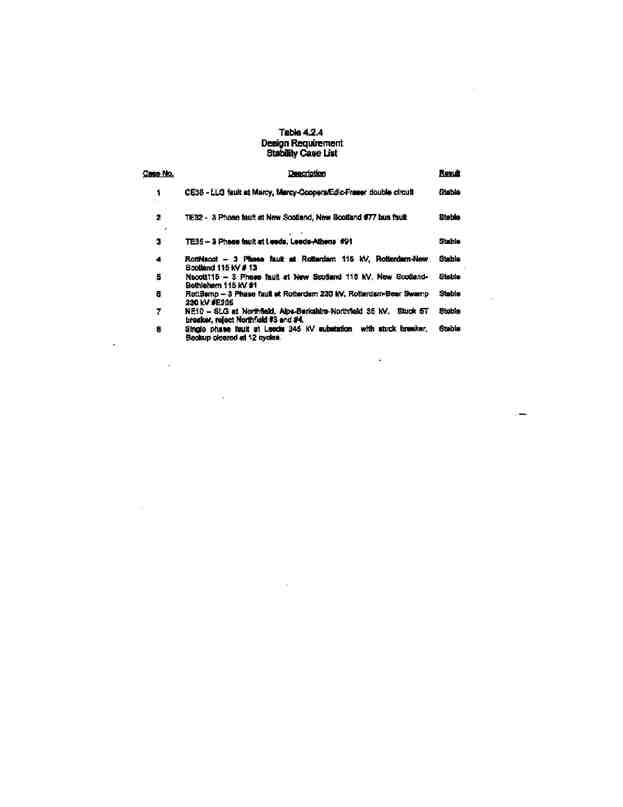 Table 4.2.4
Design Requirement
Stability Case List
Case No. Description Result
1 CE38 - LLG fault at Marcy, Marcy-Coopers/Edic-Fraser double circuit Stable
2 TE32 - 3 Phase fault at New Scotland, New Scotland #77 bus fault Stable
3 TE35 – 3 Phase fault at Leeds, Leeds-Athens #91 Stable
4 RottNscot – 3 Phase fault at Rotterdam 115 kV, Rotterdam-New Stable
Scotland 115 kV # 13
5 Nscott115 – 3 Phase fault at New Scotland 115 kV. New Scotland- Stable
Bethlehem 115 kV #1
6 Phase fault at Rotterdam 230 kV, Rotterdam-Bear Swamp Stable
230 kV #E205
7 NE10 – SLG at Northfield, Alps-Berkshire-Northfield kV. Stuck 5T Stable
breaker, reject Northfield #3 and #4.
8 Single phase fault at Leeds 345 kV substation with stuck breaker, Stable
Backup cleared at 12 cycles.